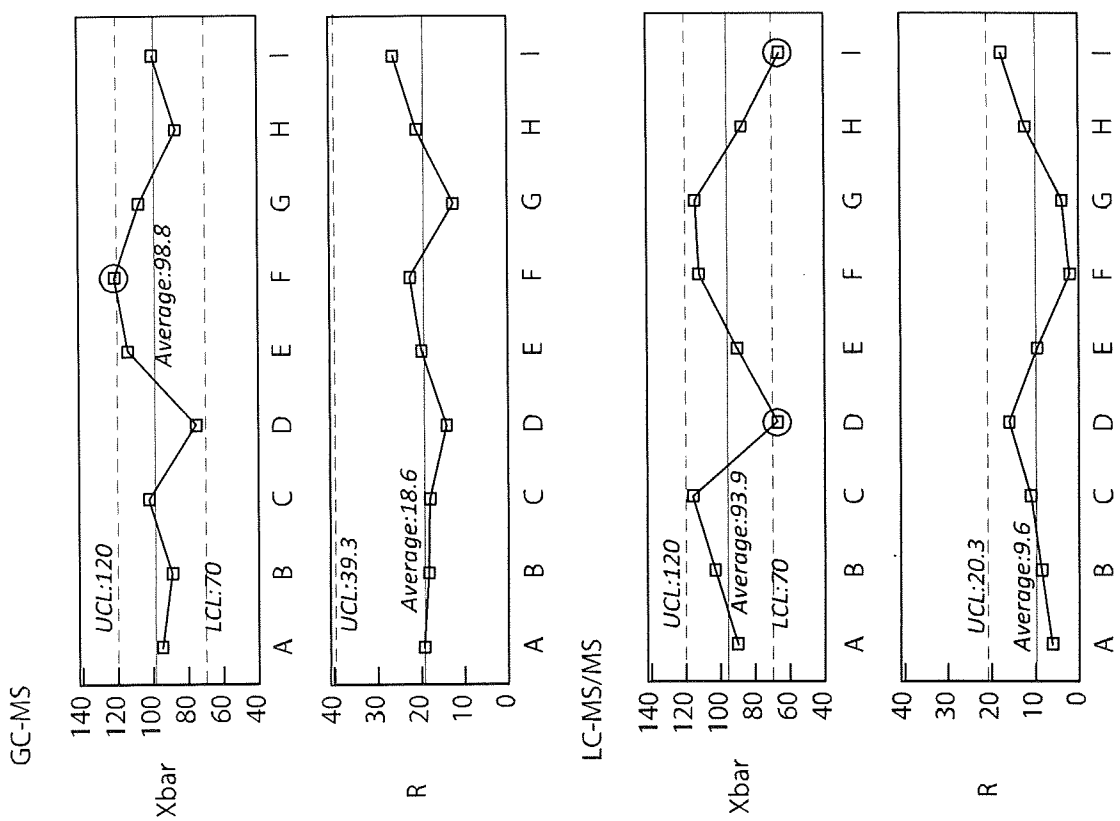 GC-MS
140
120
100
80
60
40
Xbar
UCL:120
Average:98.8
LCL:70
A B C D E F G H I
40
30
20
10
0
R
UCL:39.3
Average:18.6
A B C D E F G H I
LC-MS/MS
140
120
100
80
60
40
Xbar
UCL:120
Average:93.9
LCL:70
A B C D E F G H I
40
30
20
10
0
R
UCL:20.3
Average:9.6
A B C D E F G H I